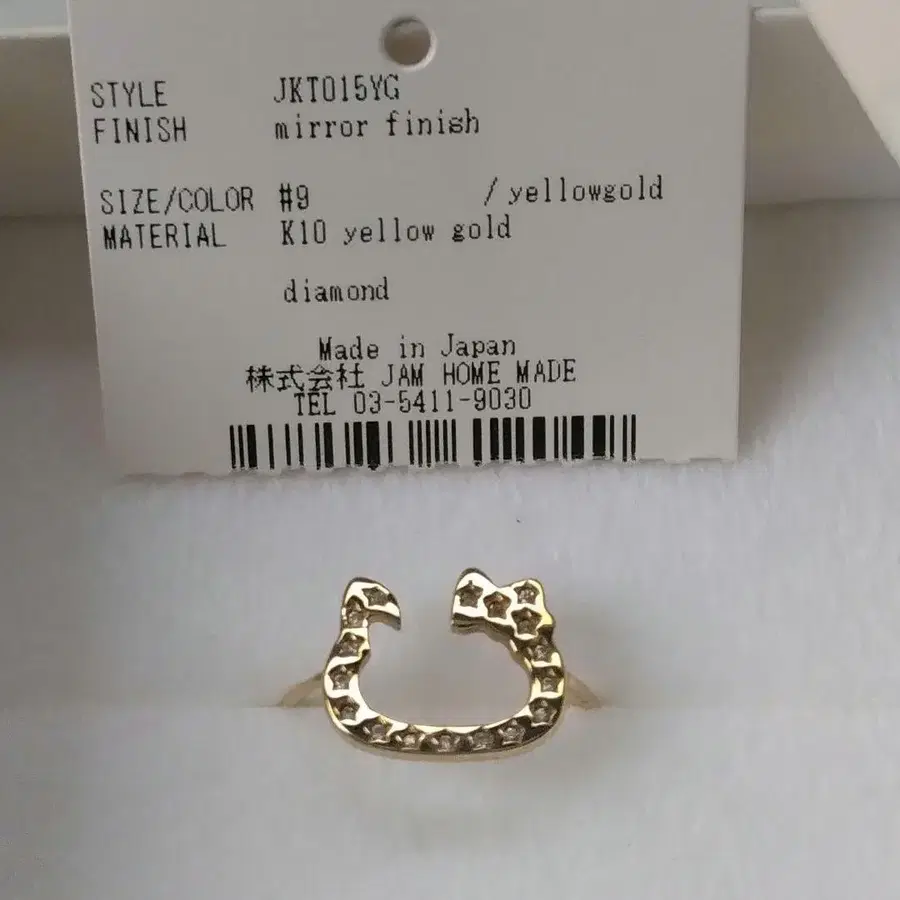 STYLE JKT015YG
FINISH mirror finish
SIZE/COLOR #9 / yellowgold
MATERIAL K10 yellow gold
diamond
Made in Japan
株式会社 JAM HOME MADE
TEL 03-5411-9030